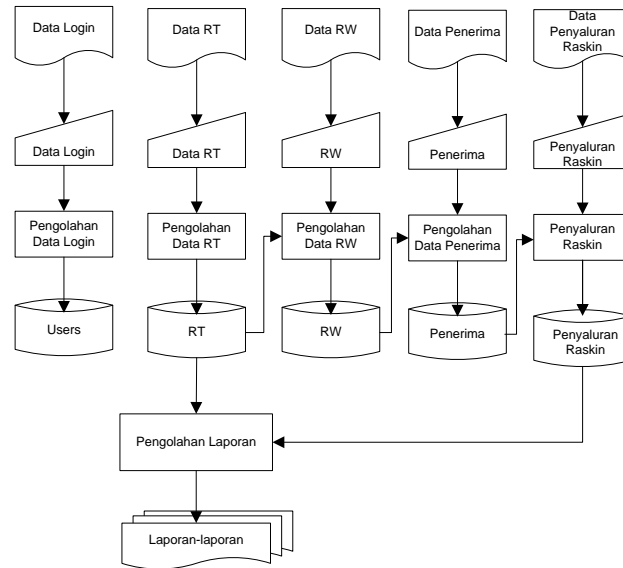 Data Login
Data RT
Data RW
Data Penerima
Data
Penyaluran
Raskin
Data Login
Data RT
RW
Penerima
Penyaluran
Raskin
Pengolahan
Data Login
Pengolahan
Data RT
Pengolahan
Data RW
Pengolahan
Data Penerima
Penyaluran
Raskin
Users
RT
RW
Penerima
Penyaluran
Raskin
Pengolahan Laporan
Laporan-laporan